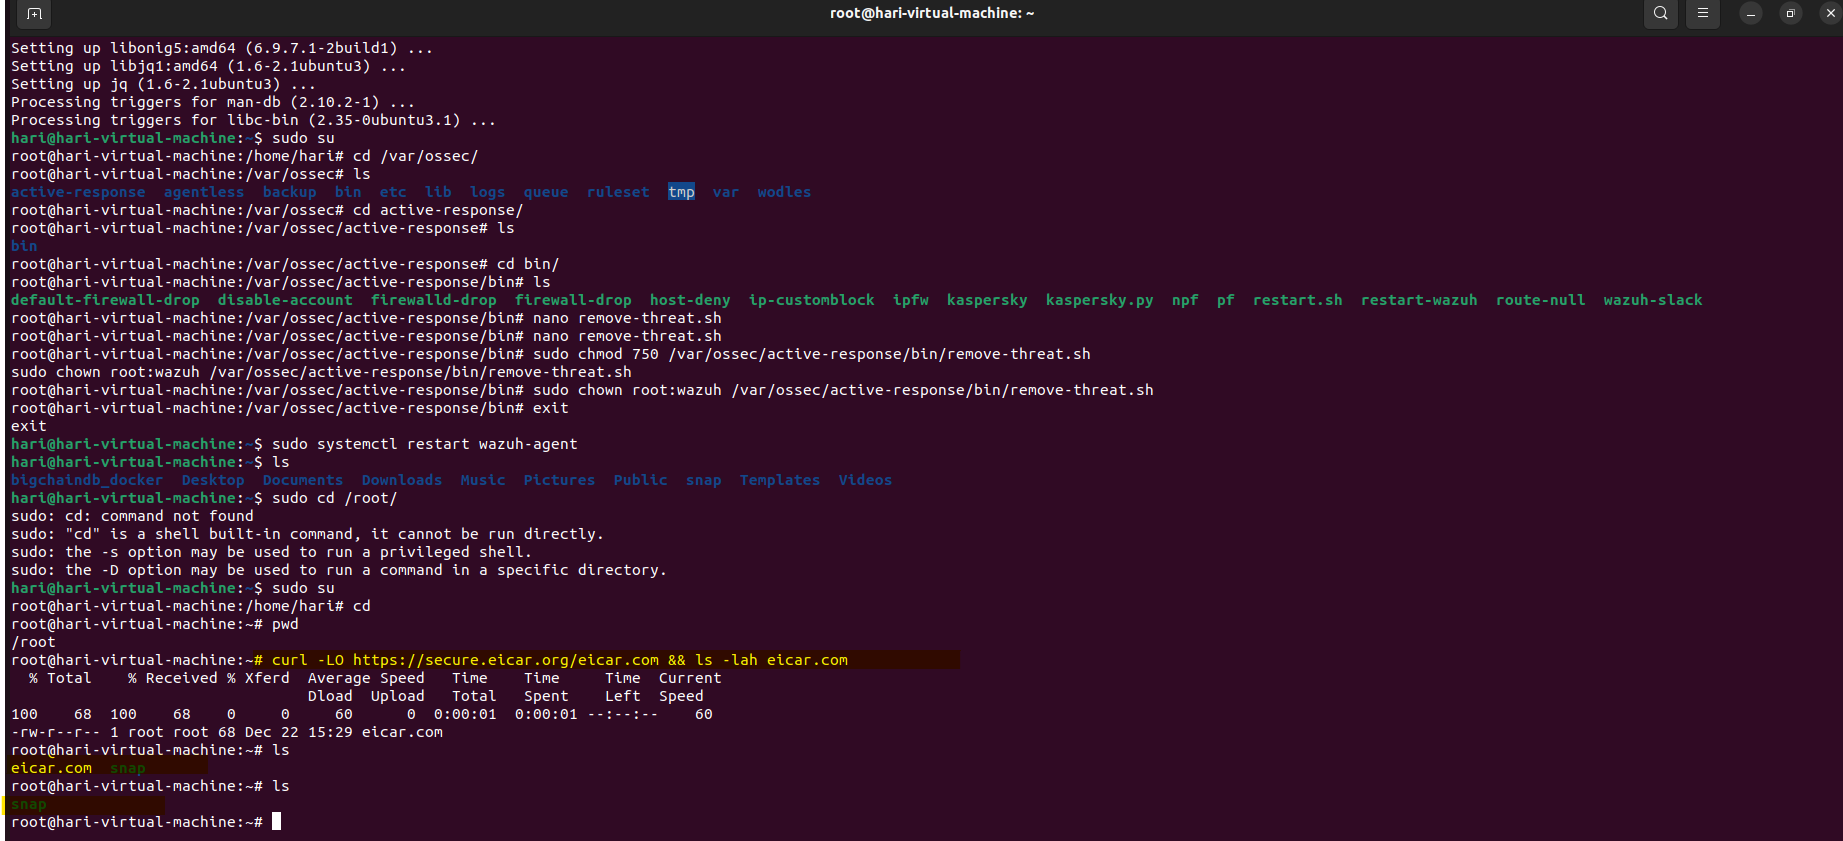 root@hari-virtual-machine: ~
Setting up libonig5:amd64 (6.9.7.1-2build1) ...
Setting up libjq1:amd64 (1.6-2.1ubuntu3) ...
Setting up jq (1.6-2.1ubuntu3) ...
Processing triggers for man-db (2.10.2-1) ...
Processing triggers for libc-bin (2.35-0ubuntu3.1) ...
hari@hari-virtual-machine:~$ sudo su
root@hari-virtual-machine:/home/hari# cd /var/ossec/
root@hari-virtual-machine:/var/ossec# ls
active-response  agentless  backup  bin  etc  lib  logs  queue  ruleset  tmp  var  wodles
root@hari-virtual-machine:/var/ossec# cd active-response/
root@hari-virtual-machine:/var/ossec/active-response# ls
bin
root@hari-virtual-machine:/var/ossec/active-response# cd bin/
root@hari-virtual-machine:/var/ossec/active-response/bin# ls
default-firewall-drop  disable-account  firewalld-drop  firewall-drop  host-deny  ip-customblock  ipfw  kaspersky  kaspersky.py  npf  pf  restart.sh  restart-wazuh  route-null  wazuh-slack
root@hari-virtual-machine:/var/ossec/active-response/bin# nano remove-threat.sh
root@hari-virtual-machine:/var/ossec/active-response/bin# nano remove-threat.sh
root@hari-virtual-machine:/var/ossec/active-response/bin# sudo chmod 750 /var/ossec/active-response/bin/remove-threat.sh
sudo chown root:wazuh /var/ossec/active-response/bin/remove-threat.sh
root@hari-virtual-machine:/var/ossec/active-response/bin# sudo chown root:wazuh /var/ossec/active-response/bin/remove-threat.sh
root@hari-virtual-machine:/var/ossec/active-response/bin# exit
exit
hari@hari-virtual-machine:~$ sudo systemctl restart wazuh-agent
hari@hari-virtual-machine:~$ ls
bigchaindb_docker  Desktop  Documents  Downloads  Music  Pictures  Public  snap  Templates  Videos
hari@hari-virtual-machine:~$ sudo cd /root/
sudo: cd: command not found
sudo: "cd" is a shell built-in command, it cannot be run directly.
sudo: the -s option may be used to run a privileged shell.
sudo: the -D option may be used to run a command in a specific directory.
hari@hari-virtual-machine:~$ sudo su
root@hari-virtual-machine:/home/hari# cd
root@hari-virtual-machine:~# pwd
/root
root@hari-virtual-machine:~# curl -LO https://secure.eicar.org/eicar.com && ls -lah eicar.com
  % Total    % Received % Xferd  Average Speed   Time    Time     Time  Current
                                 Dload  Upload   Total   Spent    Left  Speed
100    68  100    68    0     0     60      0  0:00:01  0:00:01 --:--:--    60
-rw-r--r-- 1 root root 68 Dec 22 15:29 eicar.com
root@hari-virtual-machine:~# ls
eicar.com  snap
root@hari-virtual-machine:~# ls
snap
root@hari-virtual-machine:~#